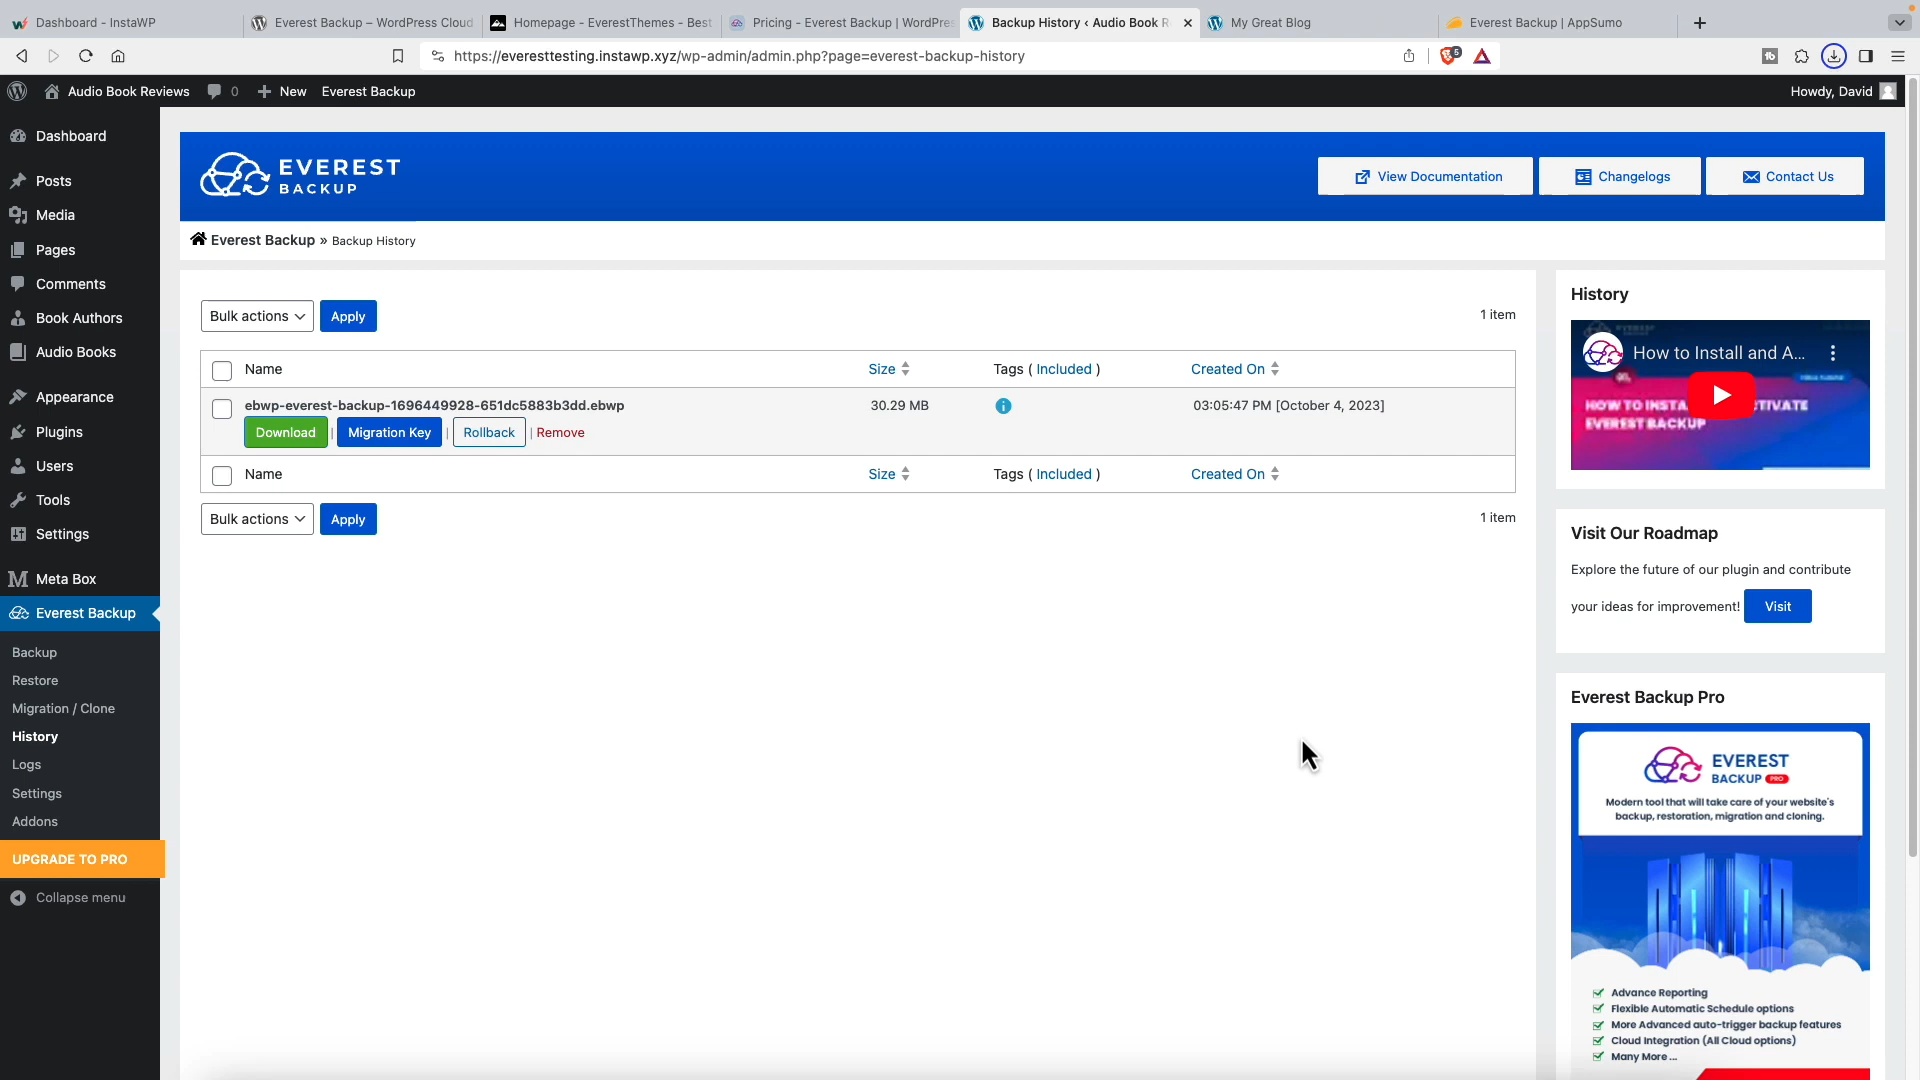 Dashboard - InstaWP
Everest Backup – WordPress Cloud
Homepage - EverestThemes - Best
Pricing - Everest Backup | WordPres
Backup History ‹ Audio Book R
My Great Blog
Everest Backup | AppSumo
https://everesttesting.instawp.xyz/wp-admin/admin.php?page=everest-backup-history
5
Audio Book Reviews
0
New
Everest Backup
Howdy, David
Dashboard
Posts
Media
Pages
Comments
Book Authors
Audio Books
Appearance
Plugins
Users
Tools
Settings
Meta Box
Everest Backup
Backup
Restore
Migration / Clone
History
Logs
Settings
Addons
UPGRADE TO PRO
Collapse menu
EVEREST
BACKUP
View Documentation
Changelogs
Contact Us
Everest Backup » Backup History
Bulk actions
Apply
1 item
Name
Size
Tags ( Included )
Created On
ebwp-everest-backup-1696449928-651dc5883b3dd.ebwp
30.29 MB
03:05:47 PM [October 4, 2023]
Download | Migration Key | Rollback | Remove
Name
Size
Tags ( Included )
Created On
Bulk actions
Apply
1 item
History
How to Install and A...
HOW TO INSTA
TIVATE
EVEREST BACKUP
Visit Our Roadmap
Explore the future of our plugin and contribute
your ideas for improvement! Visit
Everest Backup Pro
EVEREST
BACKUP PRO
Modern tool that will take care of your website's
backup, restoration, migration and cloning.
Advance Reporting
Flexible Automatic Schedule options
More Advanced auto-trigger backup features
Cloud Integration (All Cloud options)
Many More ...